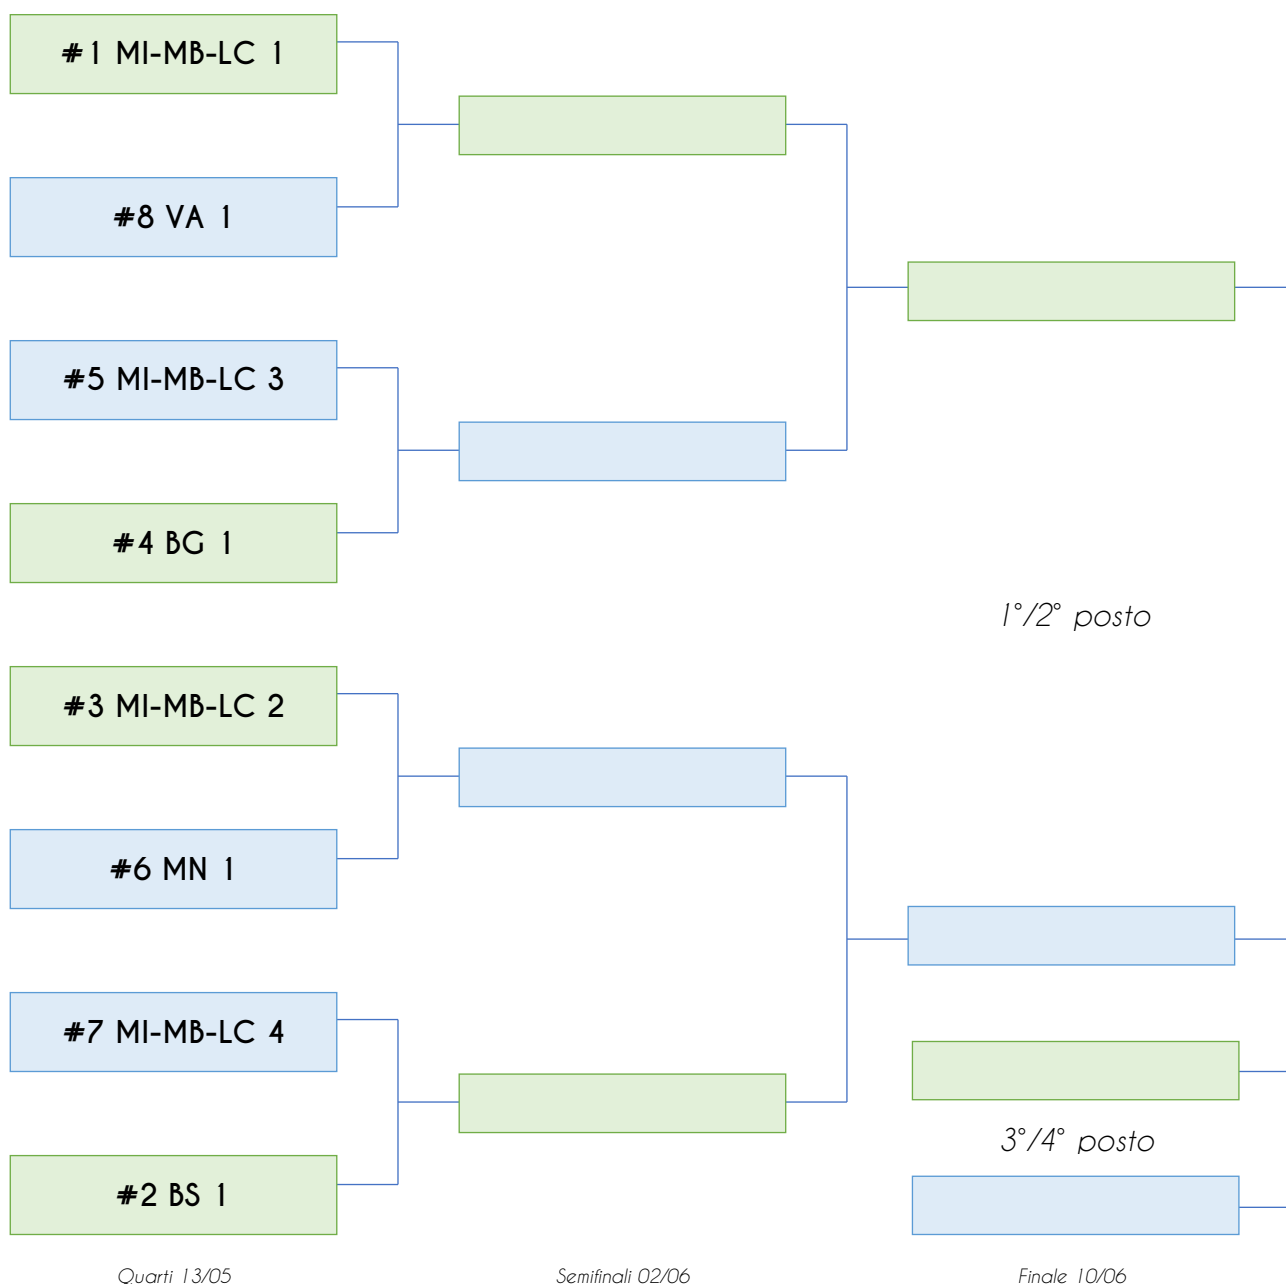 #1 MI-MB-LC 1
#8 VA 1
#5 MI-MB-LC 3
#4 BG 1
1°/2° posto
#3 MI-MB-LC 2
#6 MN 1
#7 MI-MB-LC 4
3°/4° posto
#2 BS 1
Quarti 13/05
Semifinali 02/06
Finale 10/06